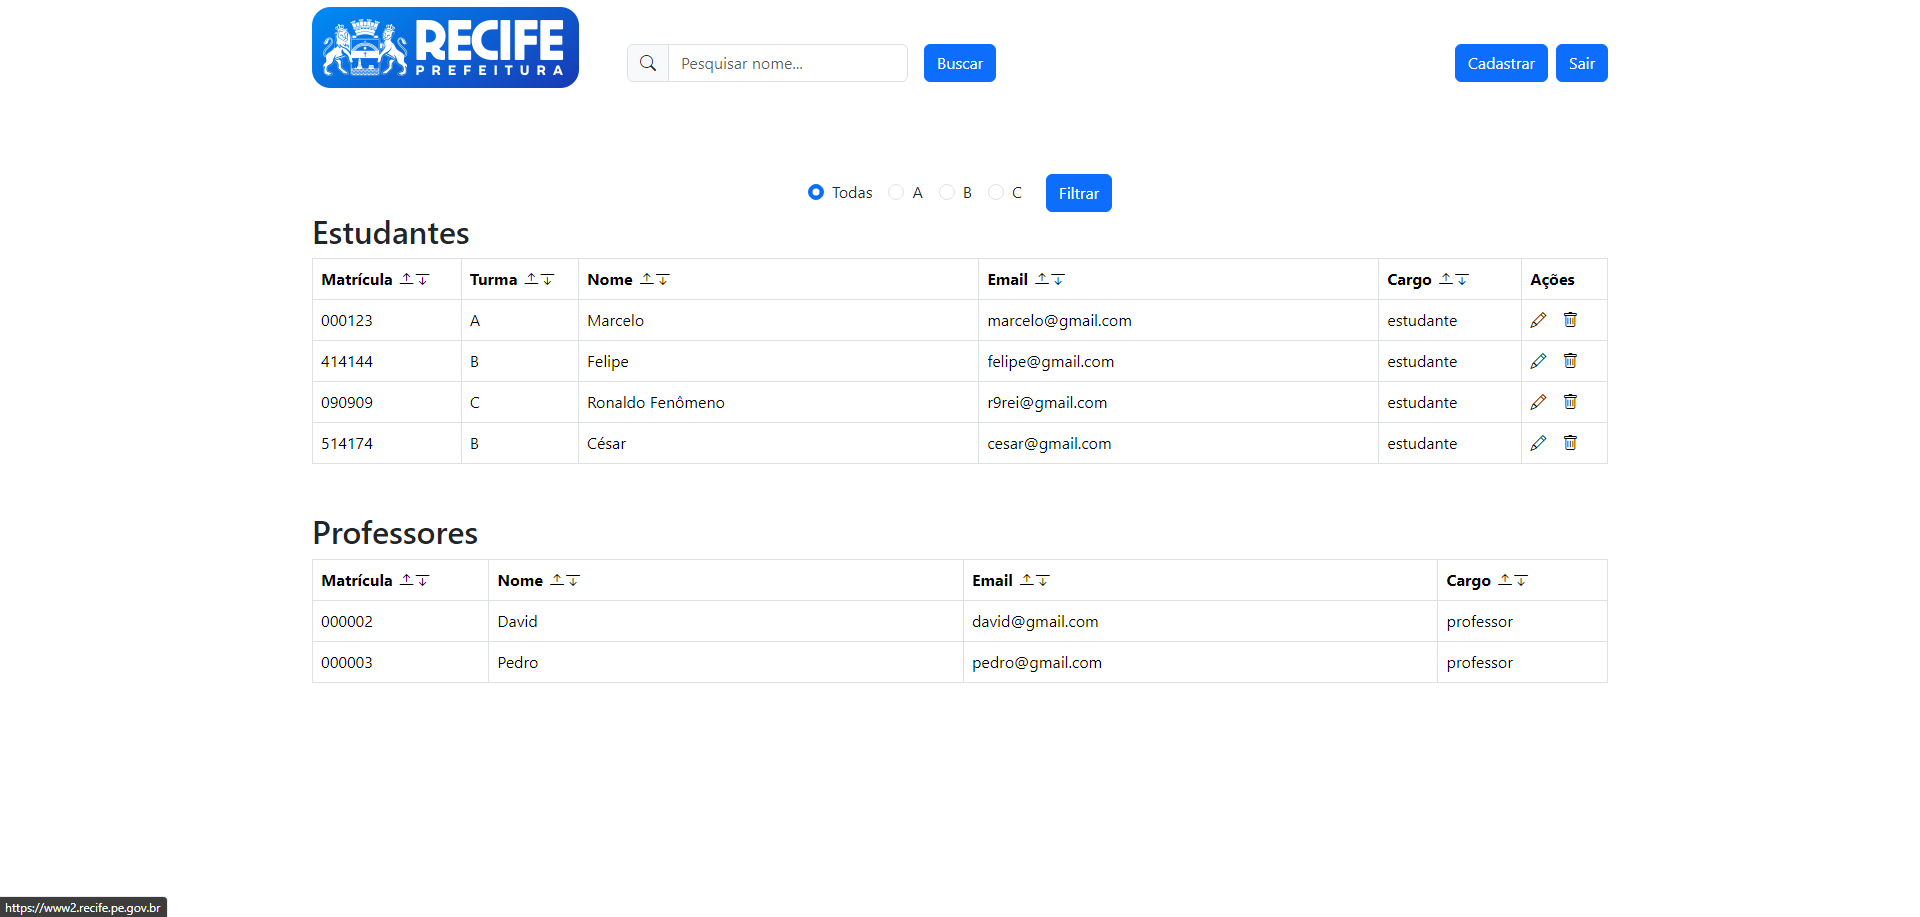 RECIFE
PREFEITURA
Pesquisar nome...
Buscar
Cadastrar
Sair
Todas A B C Filtrar
Estudantes
Matrícula Turma Nome Email Cargo Ações
000123 A Marcelo marcelo@gmail.com estudante
414144 B Felipe felipe@gmail.com estudante
090909 C Ronaldo Fenômeno r9rei@gmail.com estudante
514174 B César cesar@gmail.com estudante
Professores
Matrícula Nome Email Cargo
000002 David david@gmail.com professor
000003 Pedro pedro@gmail.com professor
https://www2.recife.pe.gov.br